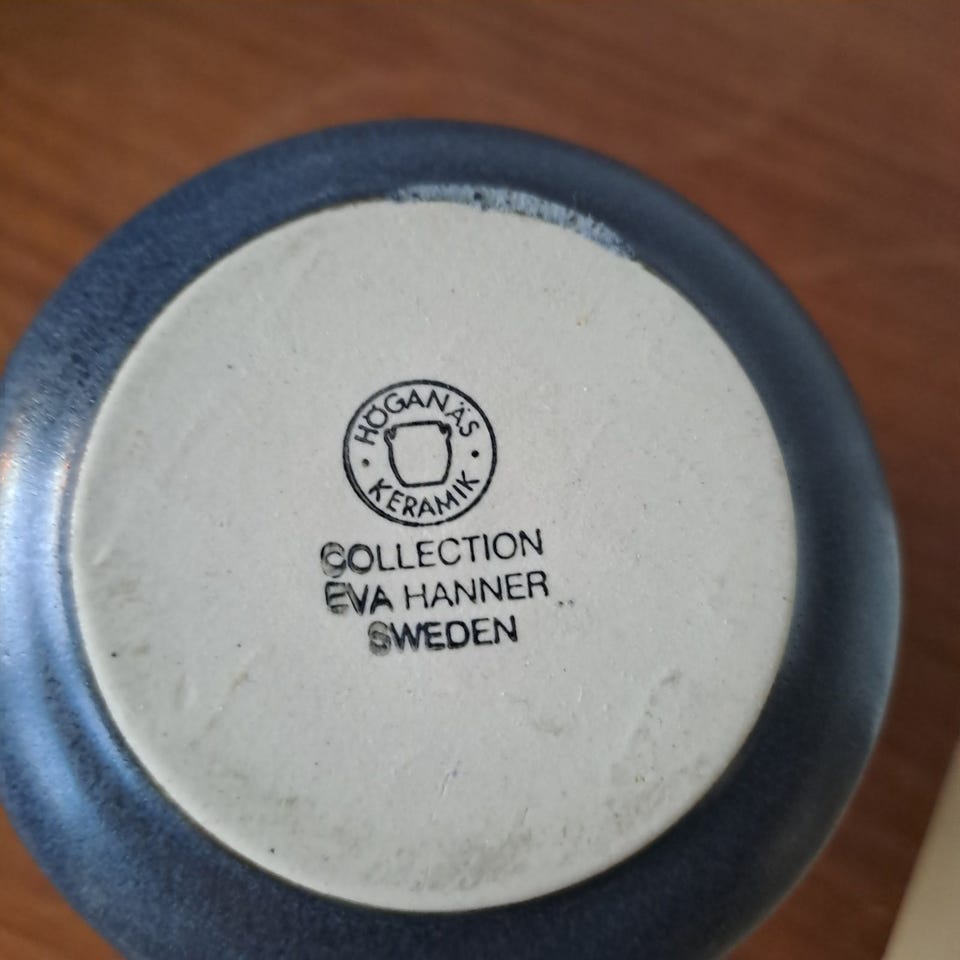 HÖGANÄS
KERAMIK
COLLECTION
EVA HANNER
SWEDEN